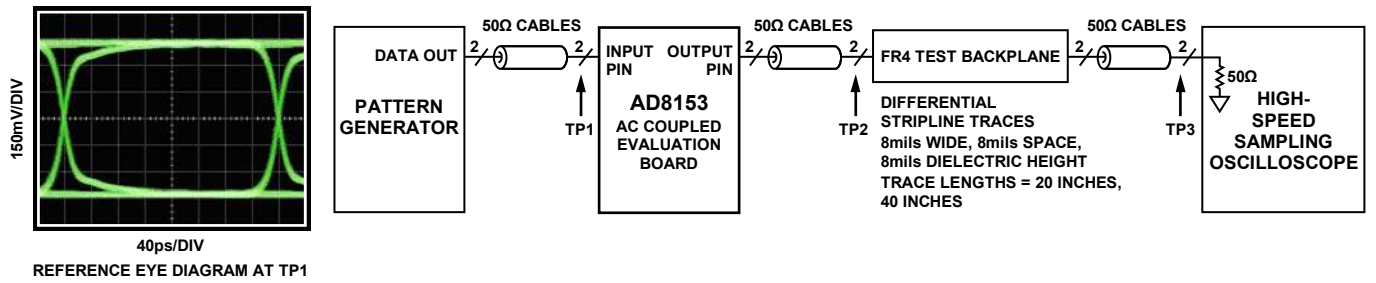 150mV/DIV
40ps/DIV
REFERENCE EYE DIAGRAM AT TP1
DATA OUT
PATTERN
GENERATOR
50Ω CABLES
2
2
TP1
INPUT
PIN
OUTPUT
PIN
AD8153
AC COUPLED
EVALUATION
BOARD
50Ω CABLES
2
2
TP2
FR4 TEST BACKPLANE
DIFFERENTIAL
STRIPLINE TRACES
8mils WIDE, 8mils SPACE,
8mils DIELECTRIC HEIGHT
TRACE LENGTHS = 20 INCHES,
40 INCHES
50Ω CABLES
2
2
TP3
50Ω
HIGH-
SPEED
SAMPLING
OSCILLOSCOPE